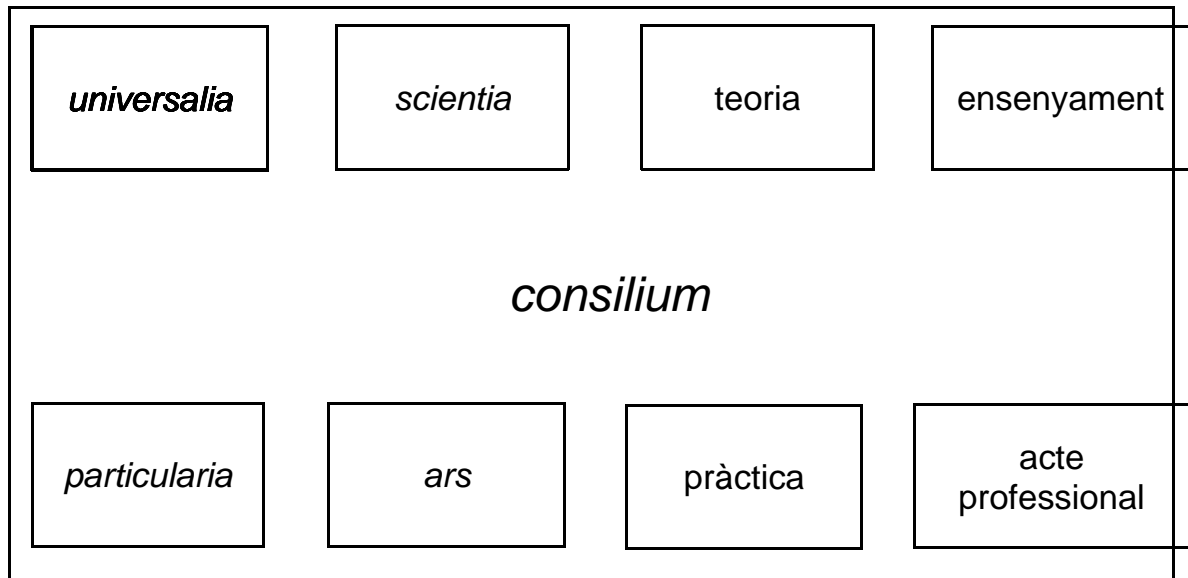 universalia
scientia
teoria
ensenyament
consilium
particularia
ars
pràctica
acte
professional